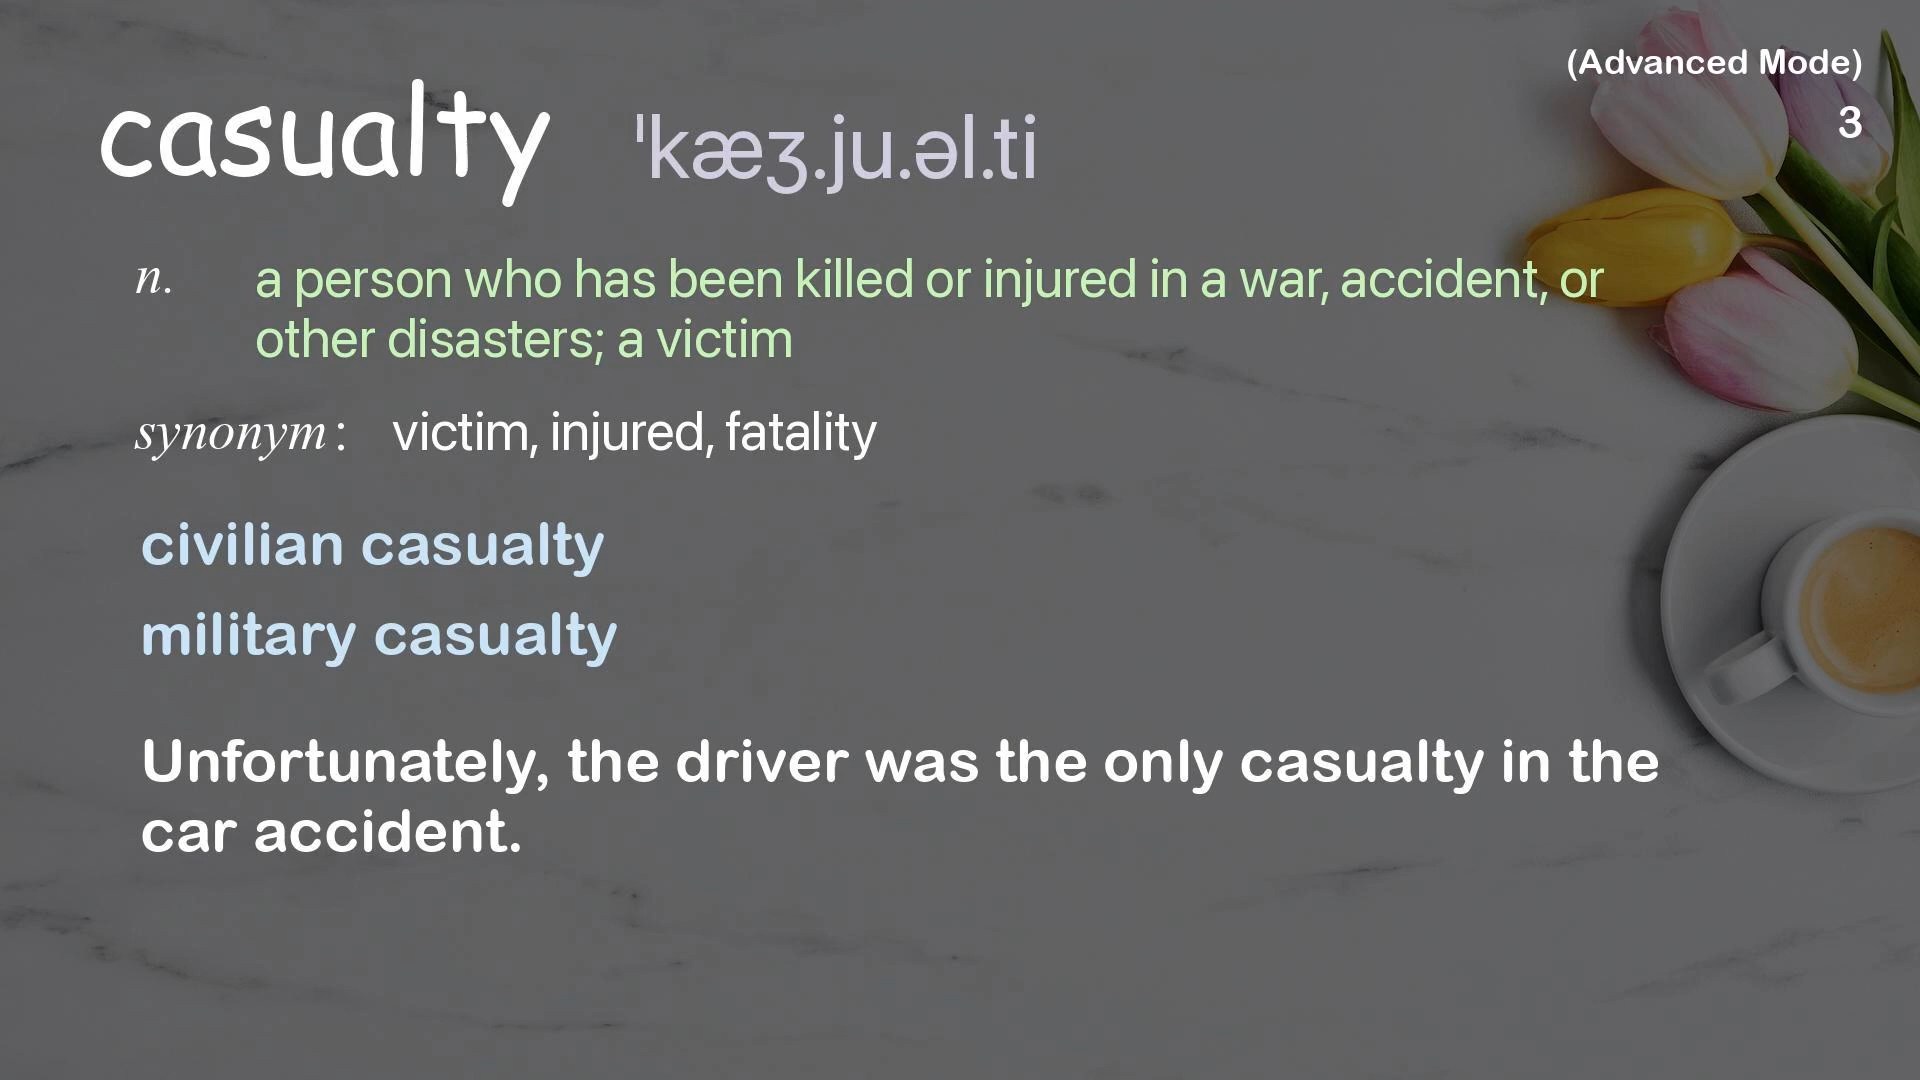 (Advanced Mode)
casualty ˈkæʒ.ju.əl.ti
3
n. a person who has been killed or injured in a war, accident, or
other disasters; a victim
synonym: victim, injured, fatality
civilian casualty
military casualty
Unfortunately, the driver was the only casualty in the
car accident.